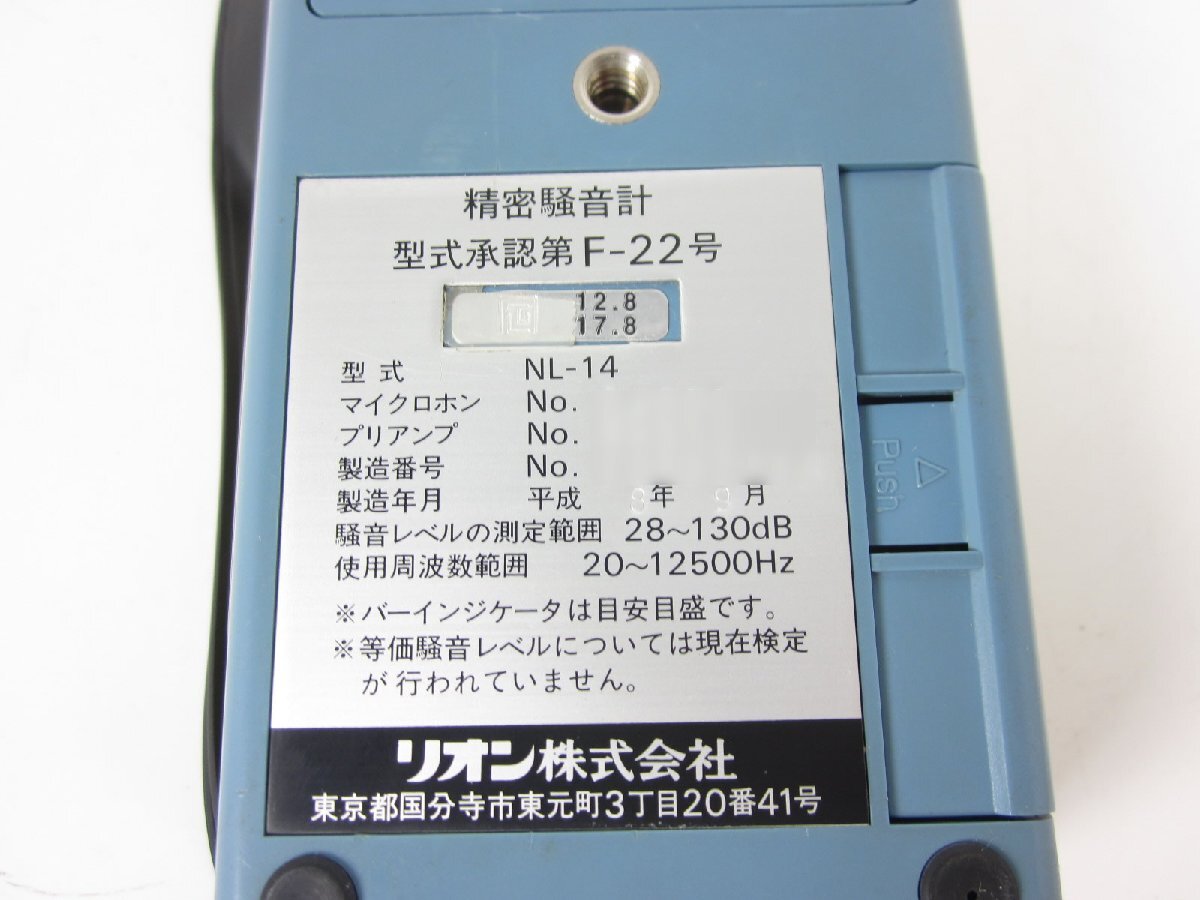 精密騒音計
型式承認第F-22号
12.8
17.8
型式 NL-14
マイクロホン No.
プリアンプ No.
製造番号 No.
製造年月 平成 8年 9月
騒音レベルの測定範囲 28~130dB
使用周波数範囲 20~12500Hz
※バーインジケータは目安目盛です。
※等価騒音レベルについては現在検定
が行われていません。
リオン株式会社
東京都国分寺市東元町3丁目20番41号
Push